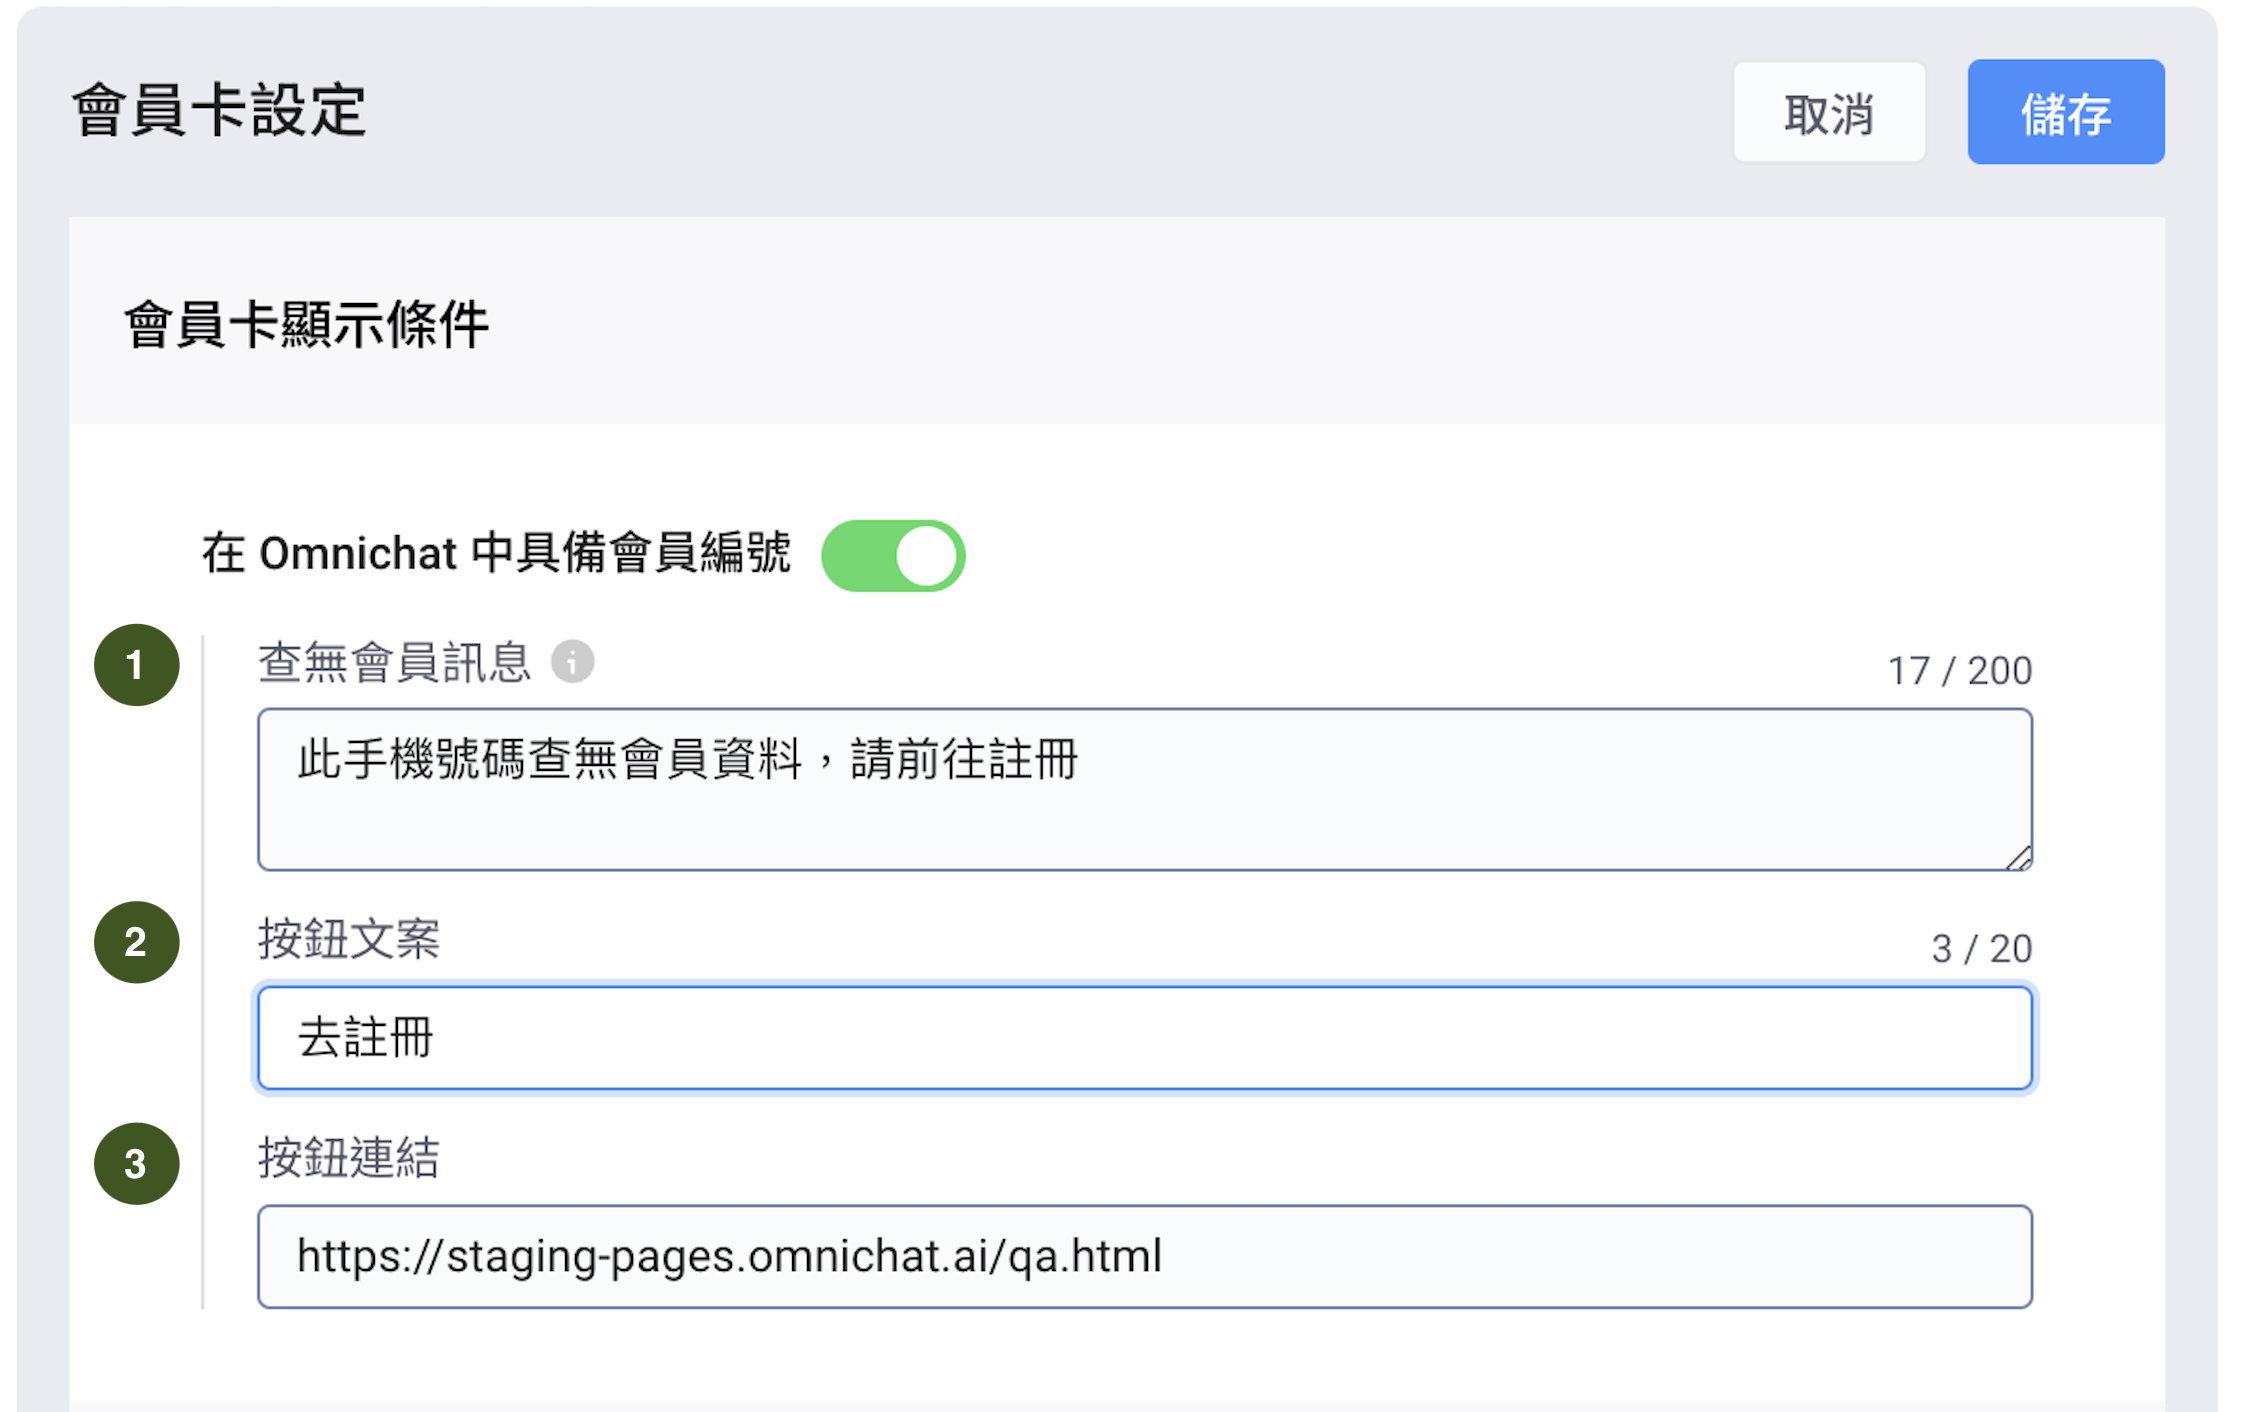 會員卡設定
取消
儲存
會員卡顯示條件
在 Omnichat 中具備會員編號
1
查無會員訊息
17 / 200
此手機號碼查無會員資料，請前往註冊
2
按鈕文案
3 / 20
去註冊
3
按鈕連結
https://staging-pages.omnichat.ai/qa.html